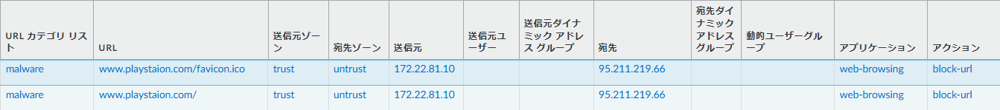 URL カテゴリ リスト
URL
送信元ゾーン
宛先ゾーン
送信元
送信元ユーザー
送信元ダイナミック アドレス グループ
宛先
宛先ダイナミック アドレス グループ
動的ユーザーグループ
アプリケーション
アクション
malware www.playstaion.com/favicon.ico trust untrust 172.22.81.10 95.211.219.66 web-browsing block-url
malware www.playstaion.com/ trust untrust 172.22.81.10 95.211.219.66 web-browsing block-url